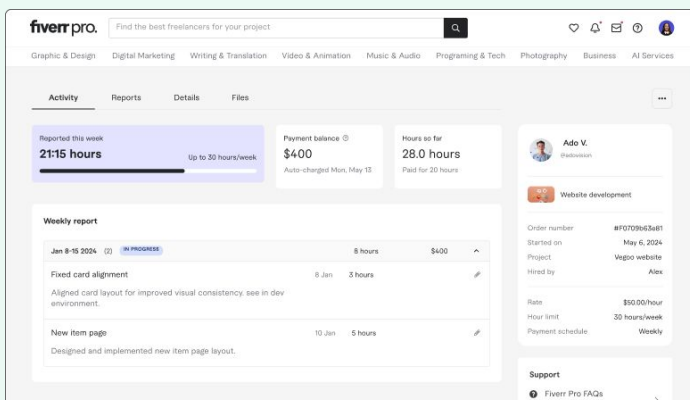 fiverr pro.
Find the best freelancers for your project
Graphic & Design Digital Marketing Writing & Translation Video & Animation Music & Audio Programing & Tech Photography Business AI Services
Activity Reports Details Files
Reported this week
21:15 hours
Up to 30 hours/week
Payment balance
$400
Auto-charged Mon, May 13
Hours so far
28.0 hours
Paid for 20 hours
Weekly report
Jan 8-15 2024 (2) IN PROGRESS 8 hours $400
Fixed card alignment 8 Jan 3 hours
Aligned card layout for improved visual consistency. see in dev
environment.
New item page 10 Jan 5 hours
Designed and implemented new item page layout.
Ado V.
@adovision
Website development
Order number #F0709b63e81
Started on May 6, 2024
Project Vegoo website
Hired by Alex
Rate $50.00/hour
Hour limit 30 hours/week
Payment schedule Weekly
Support
Fiverr Pro FAQs